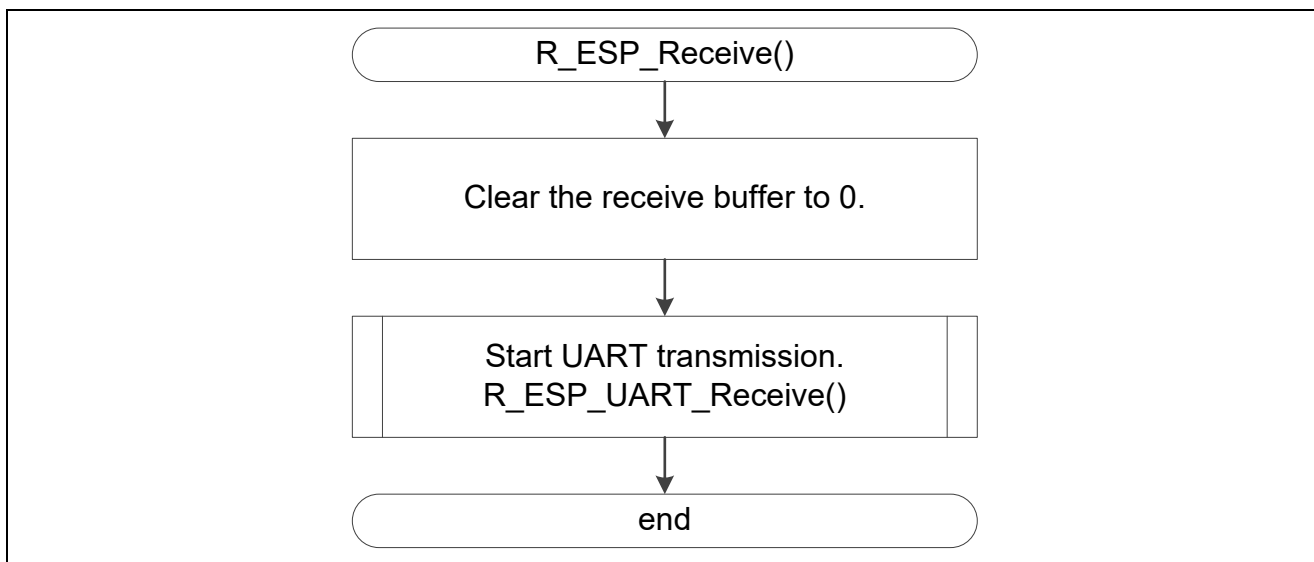 R_ESP_Receive()
Clear the receive buffer to 0.
Start UART transmission.
R_ESP_UART_Receive()
end